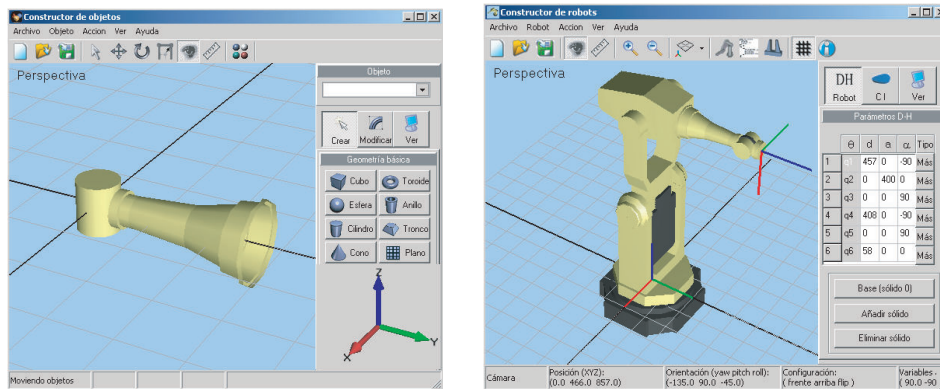 Constructor de objetos
Archivo Objeto Accion Ver Ayuda
Perspectiva
Objeto
Crear Modificar Ver
Geometría básica
Cubo Toroide
Esfera Anillo
Cilindro Tronco
Cono Plano
Z
X Y
Moviendo objetos
Constructor de robots
Archivo Robot Accion Ver Ayuda
Perspectiva
DH
Robot C I Ver
Parámetros D-H
θ d a α Tipo
1 q1 457 0 -90 Más
2 q2 0 400 0 Más
3 q3 0 0 90 Más
4 q4 408 0 -90 Más
5 q5 0 0 90 Más
6 q6 58 0 0 Más
Base (sólido 0)
Añadir sólido
Eliminar sólido
Cámara
Posición (XYZ):
(0.0 466.0 857.0)
Orientación (yaw pitch roll):
(-135.0 90.0 -45.0)
Configuración:
( frente arriba flip )
Variables
(0.0 -90